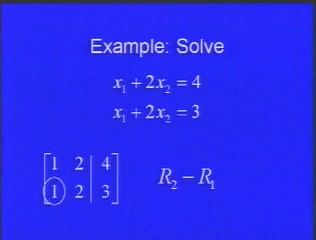 Example: Solve
x₁ + 2x₂ = 4
x₁ + 2x₂ = 3
[1 2 | 4]
[1 2 | 3] R₂ − R₁